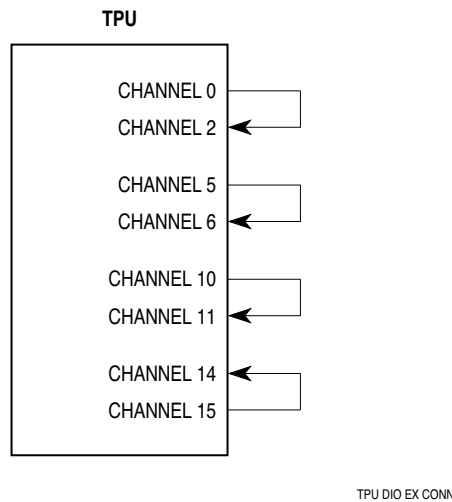 TPU
CHANNEL 0
CHANNEL 2
CHANNEL 5
CHANNEL 6
CHANNEL 10
CHANNEL 11
CHANNEL 14
CHANNEL 15
TPU DIO EX CONN